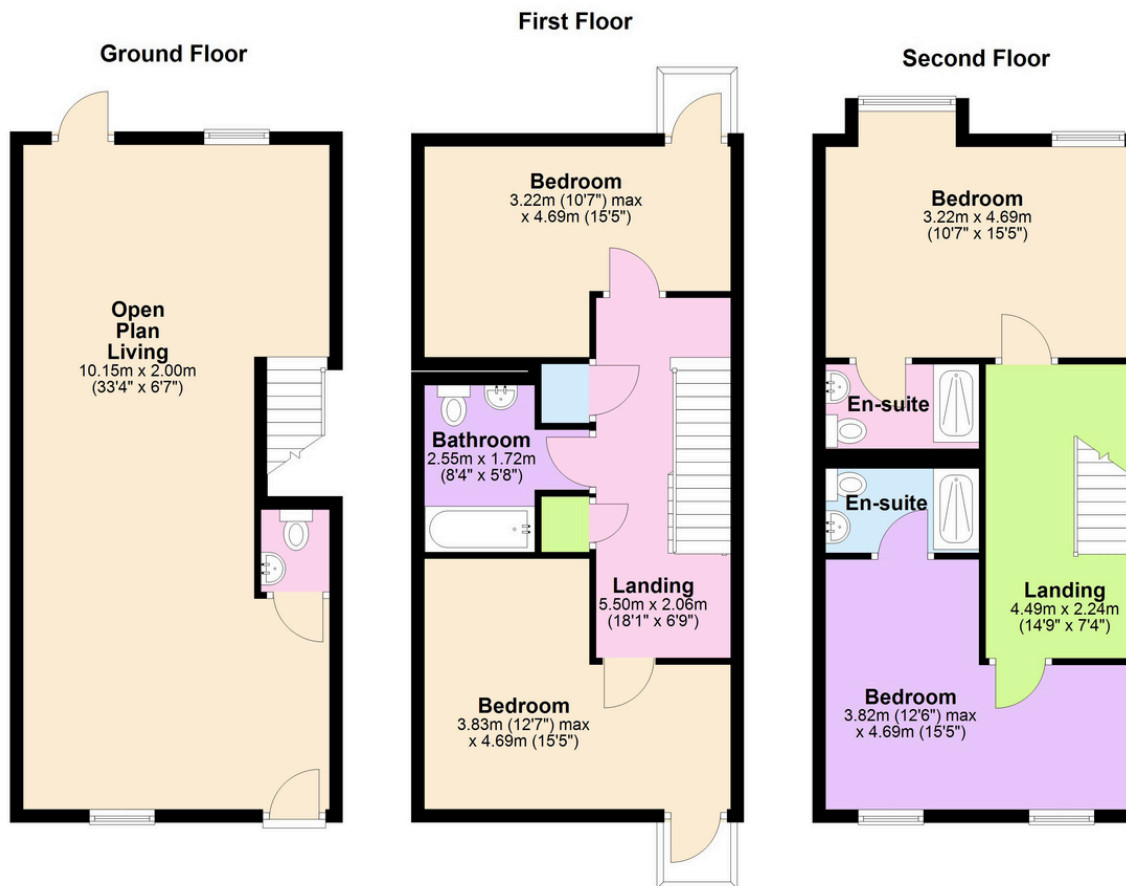 Ground Floor
Open
Plan
Living
10.15m x 2.00m
(33'4" x 6'7")
First Floor
Bedroom
3.22m (10'7") max
x 4.69m (15'5")
Bathroom
2.55m x 1.72m
(8'4" x 5'8")
Landing
5.50m x 2.06m
(18'1" x 6'9")
Bedroom
3.83m (12'7") max
x 4.69m (15'5")
Second Floor
Bedroom
3.22m x 4.69m
(10'7" x 15'5")
En-suite
En-suite
Landing
4.49m x 2.24m
(14'9" x 7'4")
Bedroom
3.82m (12'6") max
x 4.69m (15'5")